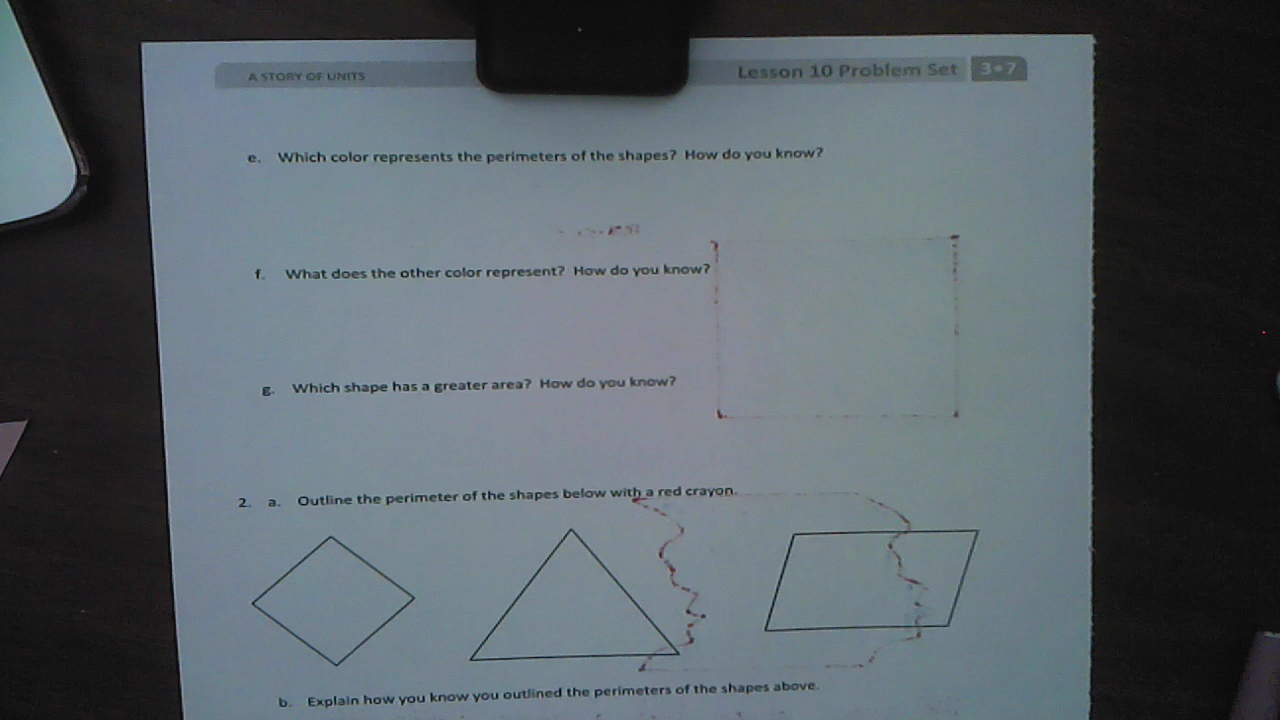 A STORY OF UNITS
Lesson 10 Problem Set 3•7
e. Which color represents the perimeters of the shapes? How do you know?
f. What does the other color represent? How do you know?
g. Which shape has a greater area? How do you know?
2. a. Outline the perimeter of the shapes below with a red crayon.
b. Explain how you know you outlined the perimeters of the shapes above.